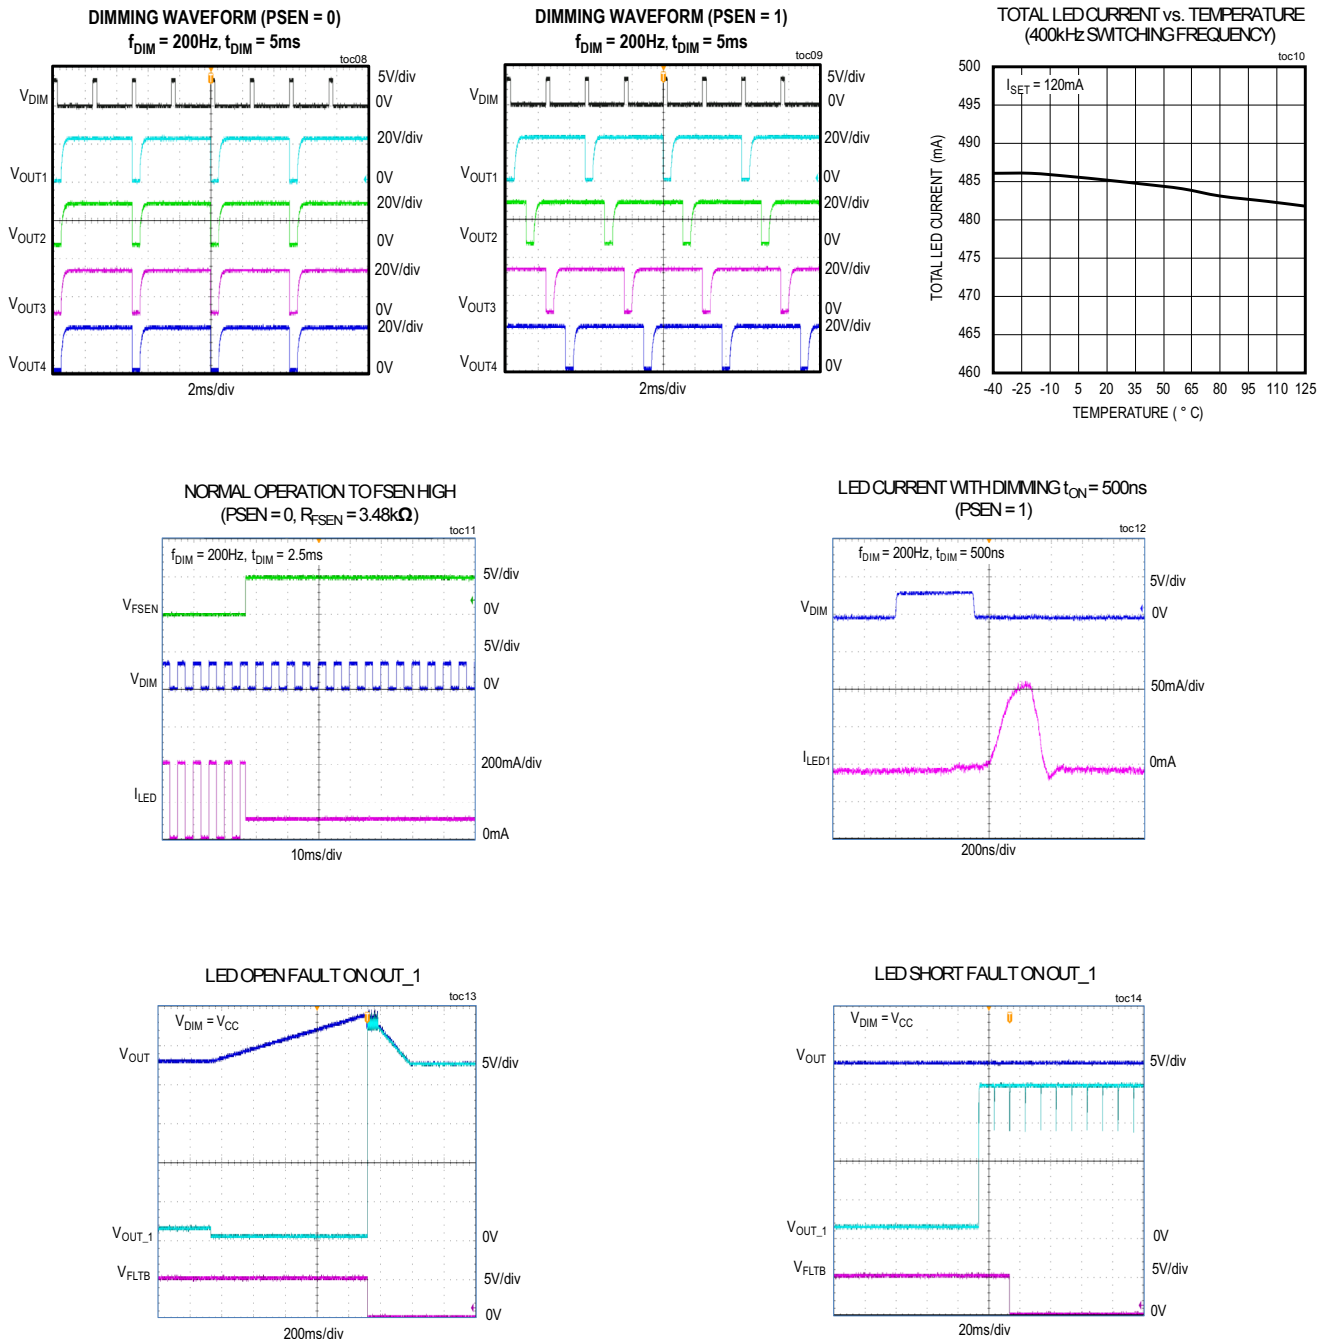 DIMMING WAVEFORM (PSEN = 0)
fDIM = 200Hz, tDIM = 5ms
toc08
VDIM
5V/div
0V
20V/div
VOUT1
0V
20V/div
VOUT2
0V
20V/div
VOUT3
0V
20V/div
VOUT4
0V
2ms/div
DIMMING WAVEFORM (PSEN = 1)
fDIM = 200Hz, tDIM = 5ms
toc09
VDIM
5V/div
0V
20V/div
VOUT1
0V
20V/div
VOUT2
0V
20V/div
VOUT3
0V
20V/div
VOUT4
0V
2ms/div
TOTAL LED CURRENT vs. TEMPERATURE
(400kHz SWITCHING FREQUENCY)
toc10
ISET = 120mA
TOTAL LED CURRENT (mA)
500
495
490
485
480
475
470
465
460
-40 -25 -10 5 20 35 50 65 80 95 110 125
TEMPERATURE ( ° C)
NORMAL OPERATION TO FSEN HIGH
(PSEN = 0, RFSEN = 3.48kΩ)
toc11
fDIM = 200Hz, tDIM = 2.5ms
5V/div
VFSEN
0V
5V/div
VDIM
0V
200mA/div
ILED
0mA
10ms/div
LED CURRENT WITH DIMMING tON = 500ns
(PSEN = 1)
toc12
fDIM = 200Hz, tDIM = 500ns
5V/div
VDIM
0V
50mA/div
ILED1
0mA
200ns/div
LED OPEN FAULT ON OUT_1
toc13
VDIM = VCC
VOUT
5V/div
VOUT_1
0V
VFLTB
5V/div
0V
200ms/div
LED SHORT FAULT ON OUT_1
toc14
VDIM = VCC
VOUT
5V/div
VOUT_1
0V
VFLTB
5V/div
0V
20ms/div